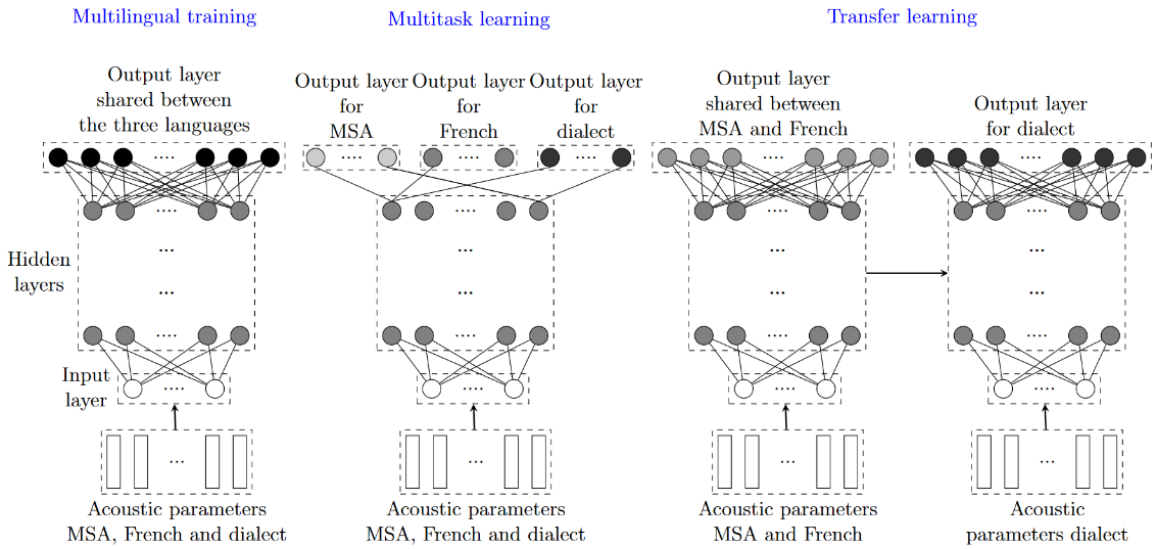 Multilingual training
Multitask learning
Transfer learning
Output layer
shared between
the three languages
Output layer
for
MSA
Output layer
for
French
Output layer
for
dialect
Output layer
shared between
MSA and French
Output layer
for dialect
Hidden
layers
Input
layer
Acoustic parameters
MSA, French and dialect
Acoustic parameters
MSA, French and dialect
Acoustic parameters
MSA and French
Acoustic
parameters dialect